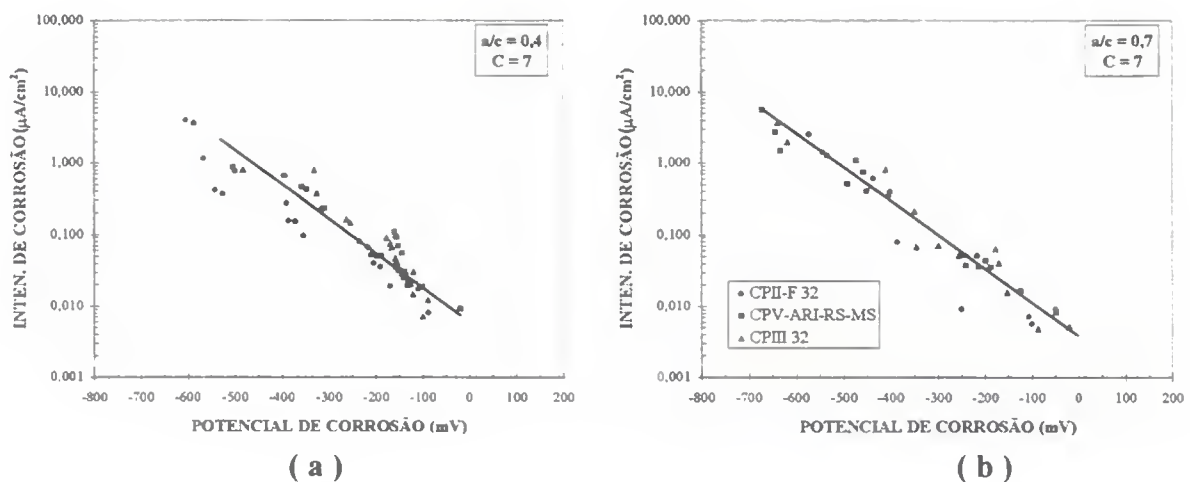 100,000
10,000
1,000
0,100
0,010
0,001
INTEN. DE CORROSÃO (µA/cm²)
a/c = 0,4
C = 7
-800 -700 -600 -500 -400 -300 -200 -100 0 100 200
POTENCIAL DE CORROSÃO (mV)
( a )
100,000
10,000
1,000
0,100
0,010
0,001
INTEN. DE CORROSÃO (µA/cm²)
a/c = 0,7
C = 7
CPII-F 32
CPV-ARI-RS-MS
CPIII 32
-800 -700 -600 -500 -400 -300 -200 -100 0 100 200
POTENCIAL DE CORROSÃO (mV)
( b )